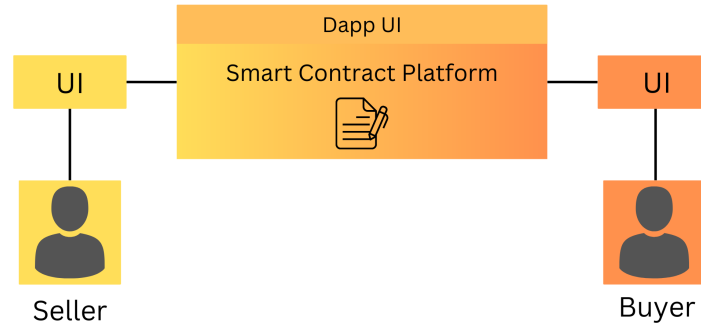 Dapp UI
UI
Smart Contract Platform
UI
Seller
Buyer